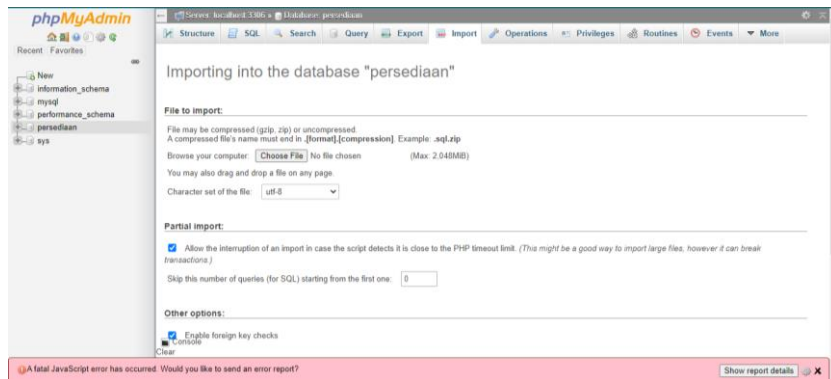 phpMyAdmin
Recent Favorites
New
information_schema
mysql
performance_schema
persediaan
sys
Server: localhost:3306 » Database: persediaan
Structure SQL Search Query Export Import Operations Privileges Routines Events More
Importing into the database "persediaan"
File to import:
File may be compressed (gzip, zip) or uncompressed.
A compressed file's name must end in .[format].[compression]. Example: .sql.zip
Browse your computer: Choose File No file chosen (Max: 2,048MiB)
You may also drag and drop a file on any page.
Character set of the file: utf-8
Partial import:
Allow the interruption of an import in case the script detects it is close to the PHP timeout limit. (This might be a good way to import large files, however it can break
transactions.)
Skip this number of queries (for SQL) starting from the first one: 0
Other options:
Enable foreign key checks
Console
Clear
A fatal JavaScript error has occurred. Would you like to send an error report? Show report details X